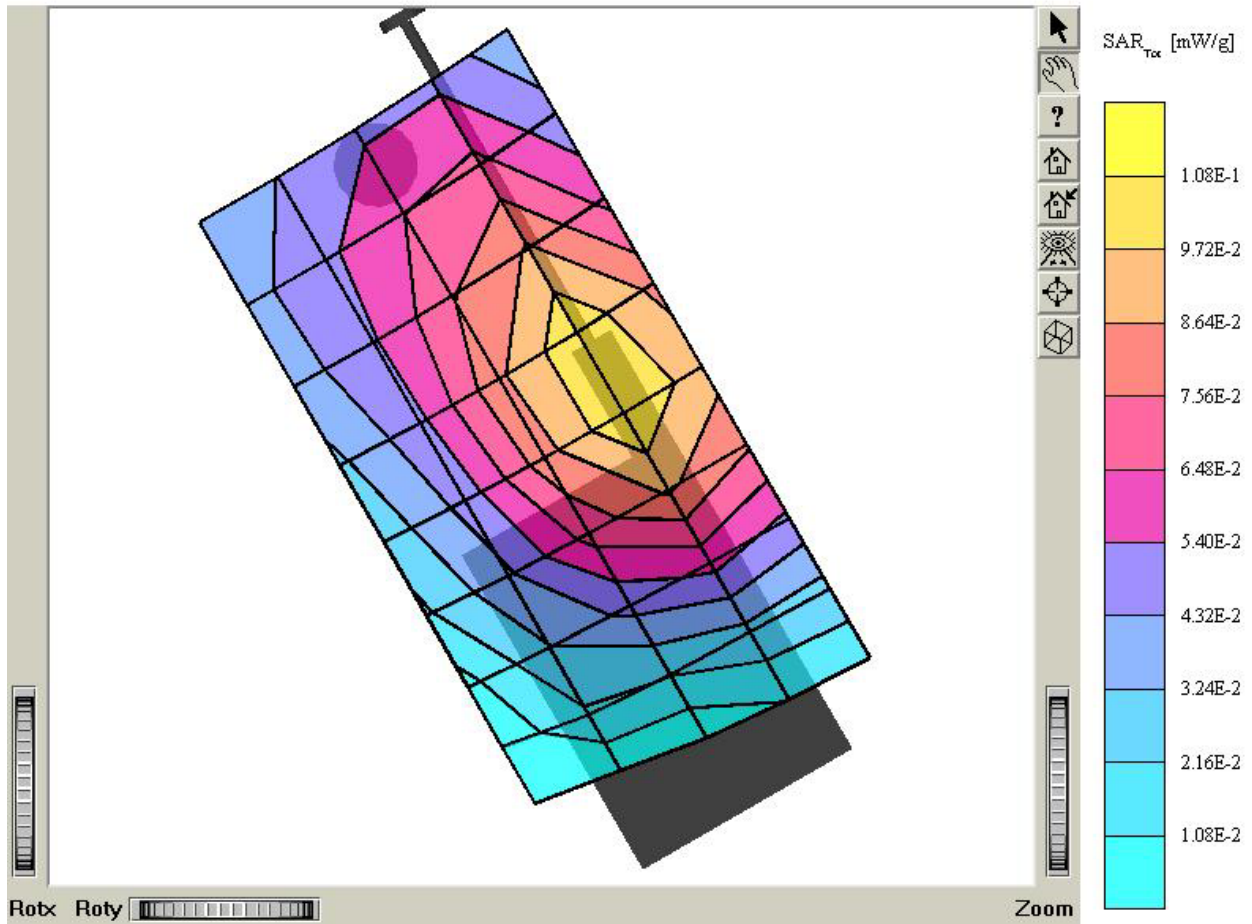 SAR_Tot [mW/g]
?
1.08E-1
9.72E-2
8.64E-2
7.56E-2
6.48E-2
5.40E-2
4.32E-2
3.24E-2
2.16E-2
1.08E-2
Rotx Roty Zoom